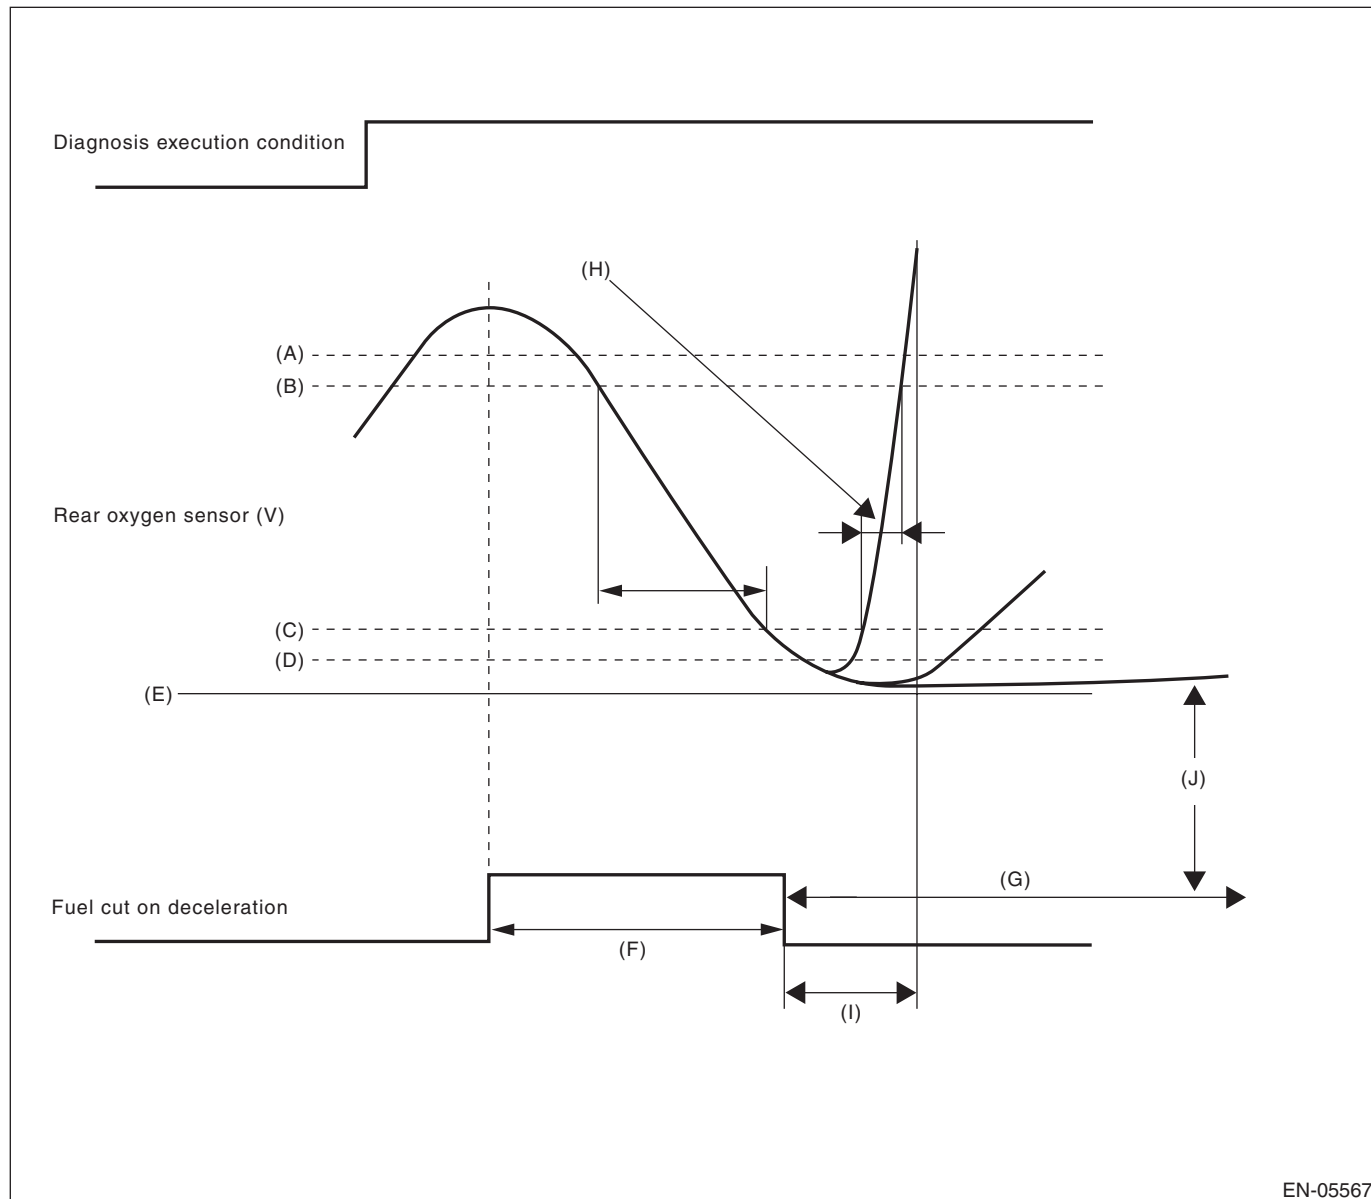 Diagnosis execution condition
(H)
(A)
(B)
Rear oxygen sensor (V)
(C)
(D)
(E)
(J)
(G)
Fuel cut on deceleration
(F)
(I)
EN-05567